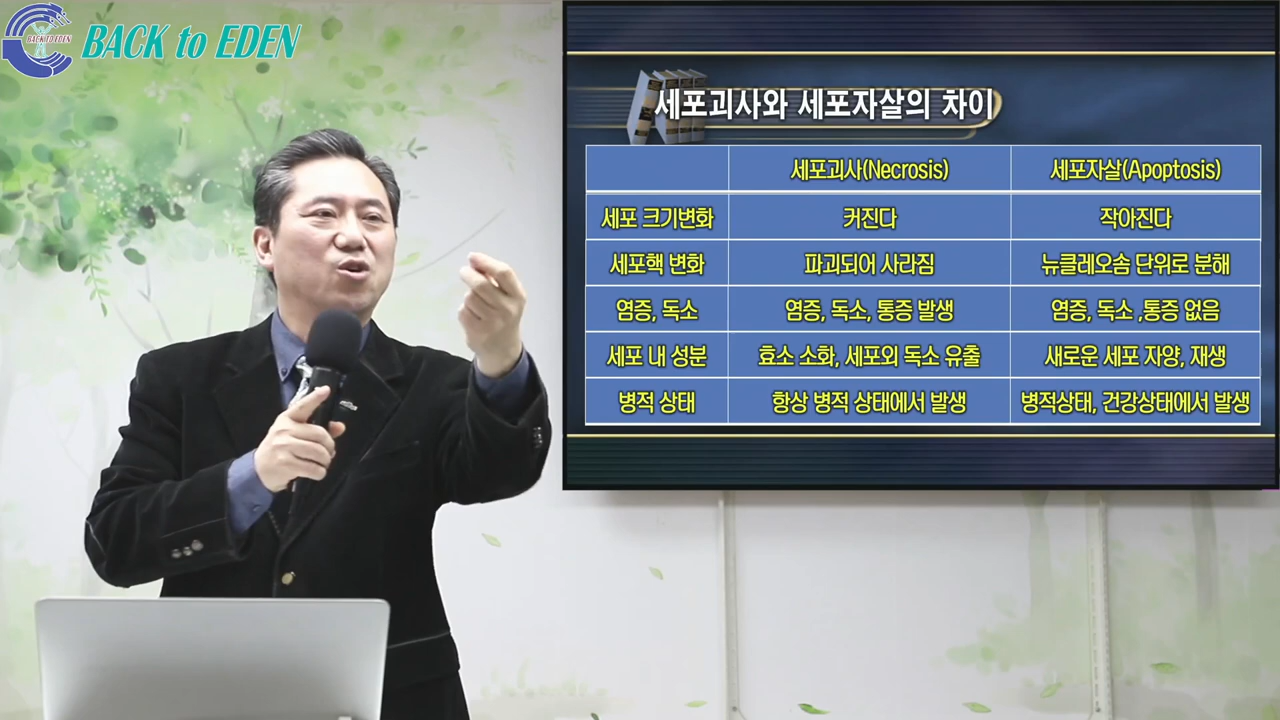 BACK TO EDEN
BACK to EDEN
세포괴사와 세포자살의 차이
세포괴사(Necrosis) 세포자살(Apoptosis)
세포 크기변화 커진다 작아진다
세포핵 변화 파괴되어 사라짐 뉴클레오솜 단위로 분해
염증, 독소 염증, 독소, 통증 발생 염증, 독소 ,통증 없음
세포 내 성분 효소 소화, 세포외 독소 유출 새로운 세포 자양, 재생
병적 상태 항상 병적 상태에서 발생 병적상태, 건강상태에서 발생